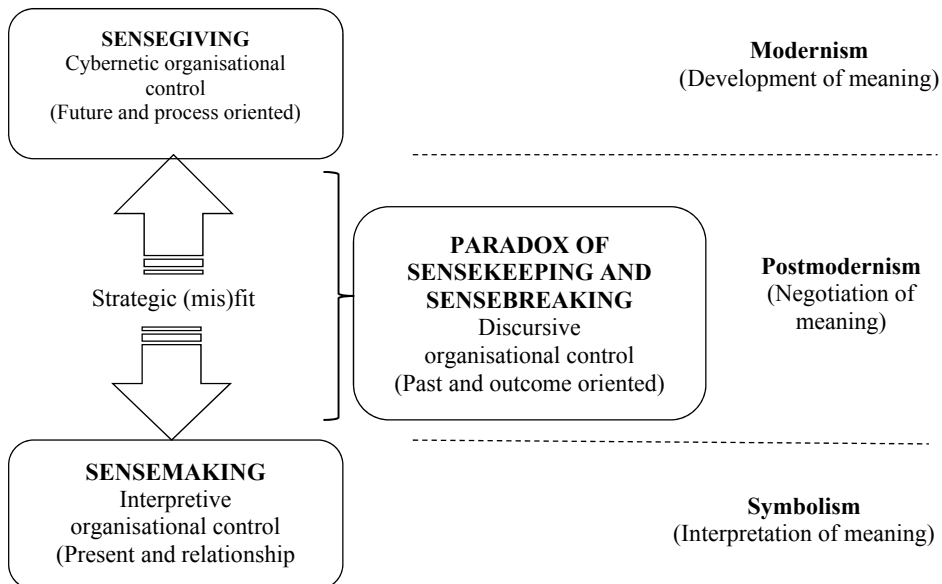 SENSEGIVING
Cybernetic organisational
control
(Future and process oriented)
Modernism
(Development of meaning)
Strategic (mis)fit
PARADOX OF
SENSEKEEPING AND
SENSEBREAKING
Discursive
organisational control
(Past and outcome oriented)
Postmodernism
(Negotiation of
meaning)
SENSEMAKING
Interpretive
organisational control
(Present and relationship
Symbolism
(Interpretation of meaning)